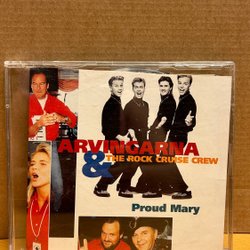 ARVINGARNA
& THE ROCK CRUISE CREW
Proud Mary